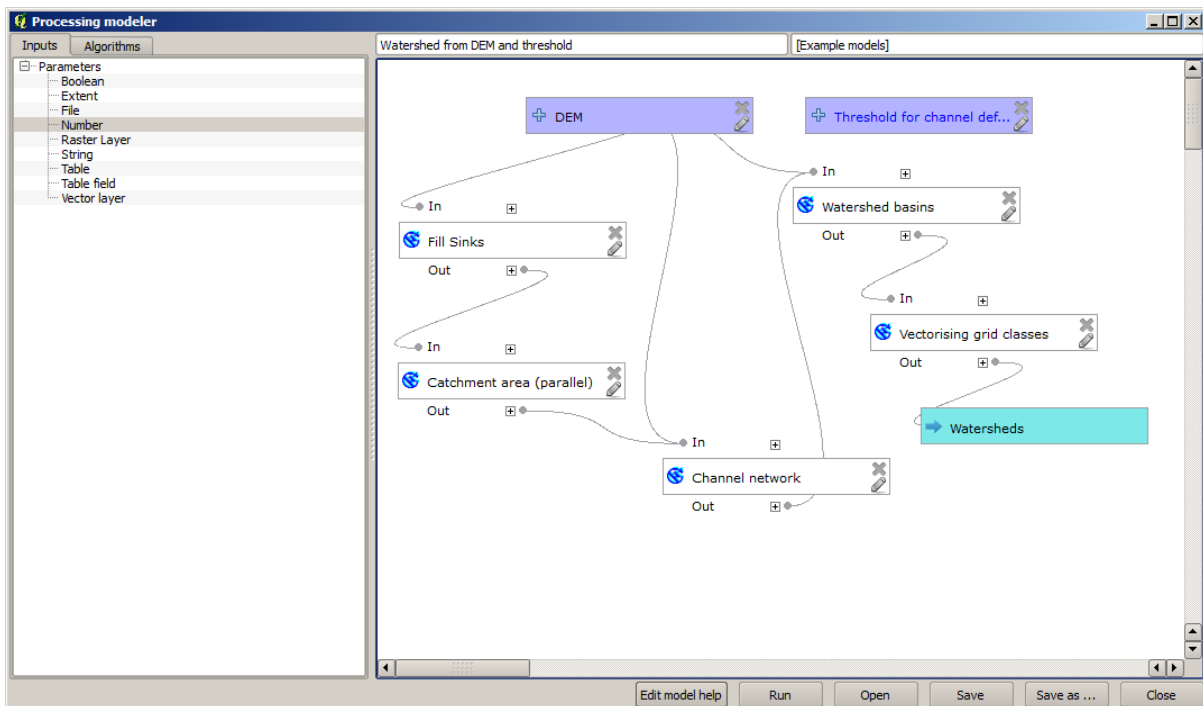 Processing modeler
Inputs
Algorithms
Parameters
Boolean
Extent
File
Number
Raster Layer
String
Table
Table field
Vector layer
Watershed from DEM and threshold
[Example models]
DEM
Threshold for channel def...
In
Watershed basins
Out
In
Fill Sinks
Out
In
Vectorising grid classes
Out
In
Catchment area (parallel)
Out
Watersheds
In
Channel network
Out
Edit model help
Run
Open
Save
Save as ...
Close